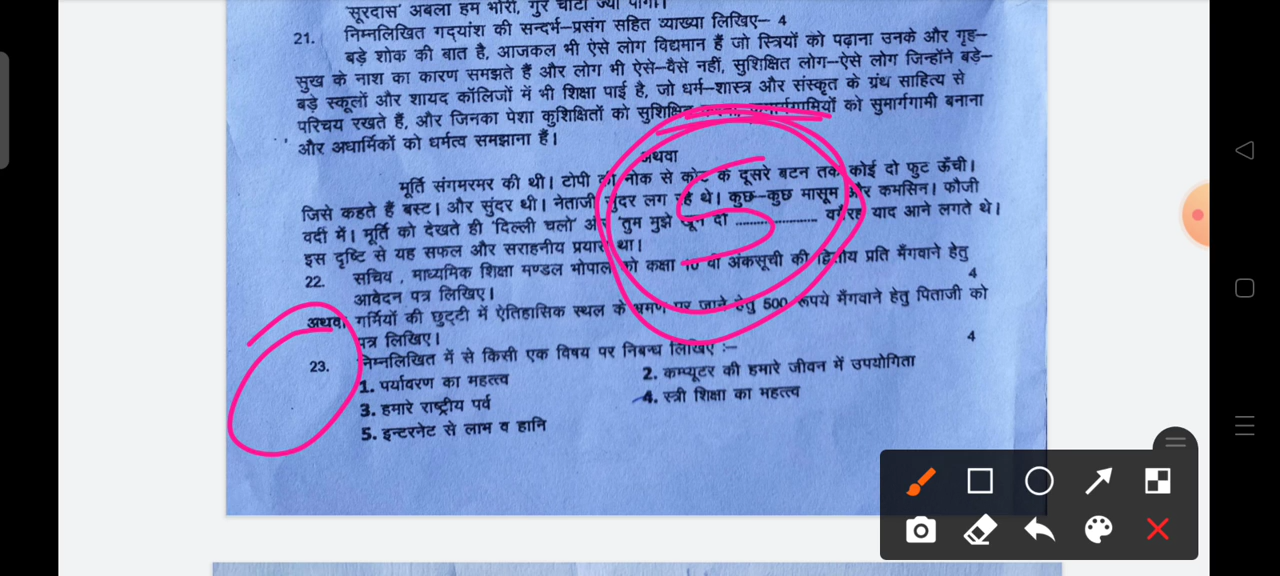 सूरदास' अबला हम भोरी, गुर चाँटी ज्यों पागी।।
21. निम्नलिखित गद्यांश की सन्दर्भ–प्रसंग सहित व्याख्या लिखिए– 4
बड़े शोक की बात है, आजकल भी ऐसे लोग विद्यमान हैं जो स्त्रियों को पढ़ाना उनके और गृह–
सुख के नाश का कारण समझते हैं और लोग भी ऐसे–वैसे नहीं, सुशिक्षित लोग–ऐसे लोग जिन्होंने बड़े–
बड़े स्कूलों और शायद कॉलिजों में भी शिक्षा पाई है, जो धर्म–शास्त्र और संस्कृत के ग्रंथ साहित्य से
परिचय रखते हैं, और जिनका पेशा कुशिक्षितों को सुशिक्षित को सुमार्गगामी बनाना
और अधार्मिकों को धर्मत्व समझाना हैं।
अथवा
मूर्ति संगमरमर की थी। टोपी की नोक से कोट के दूसरे बटन तक कोई दो फुट ऊँची।
जिसे कहते हैं बस्ट। और सुंदर थी। नेताजी सुंदर लग रहे थे। कुछ–कुछ मासूम और कमसिन। फौजी
वर्दी में। मूर्ति को देखते ही 'दिल्ली चलो' और 'तुम मुझे खून दो .................. वगैरह याद आने लगते थे।
इस दृष्टि से यह सफल और सराहनीय प्रयास था।
22. सचिव , माध्यमिक शिक्षा मण्डल भोपाल को कक्षा 10 वी अंकसूची की द्वितीय प्रति मँगवाने हेतु
आवेदन पत्र लिखिए। 4
अथवा गर्मियों की छुट्टी में ऐतिहासिक स्थल के भ्रमण पर जाने हेतु 500 रूपये मँगवाने हेतु पिताजी को
पत्र लिखिए।
23. निम्नलिखित में से किसी एक विषय पर निबन्ध लिखिए :– 4
1. पर्यावरण का महत्त्व 2. कम्प्यूटर की हमारे जीवन में उपयोगिता
3. हमारे राष्ट्रीय पर्व 4. स्त्री शिक्षा का महत्त्व
5. इन्टरनेट से लाभ व हानि